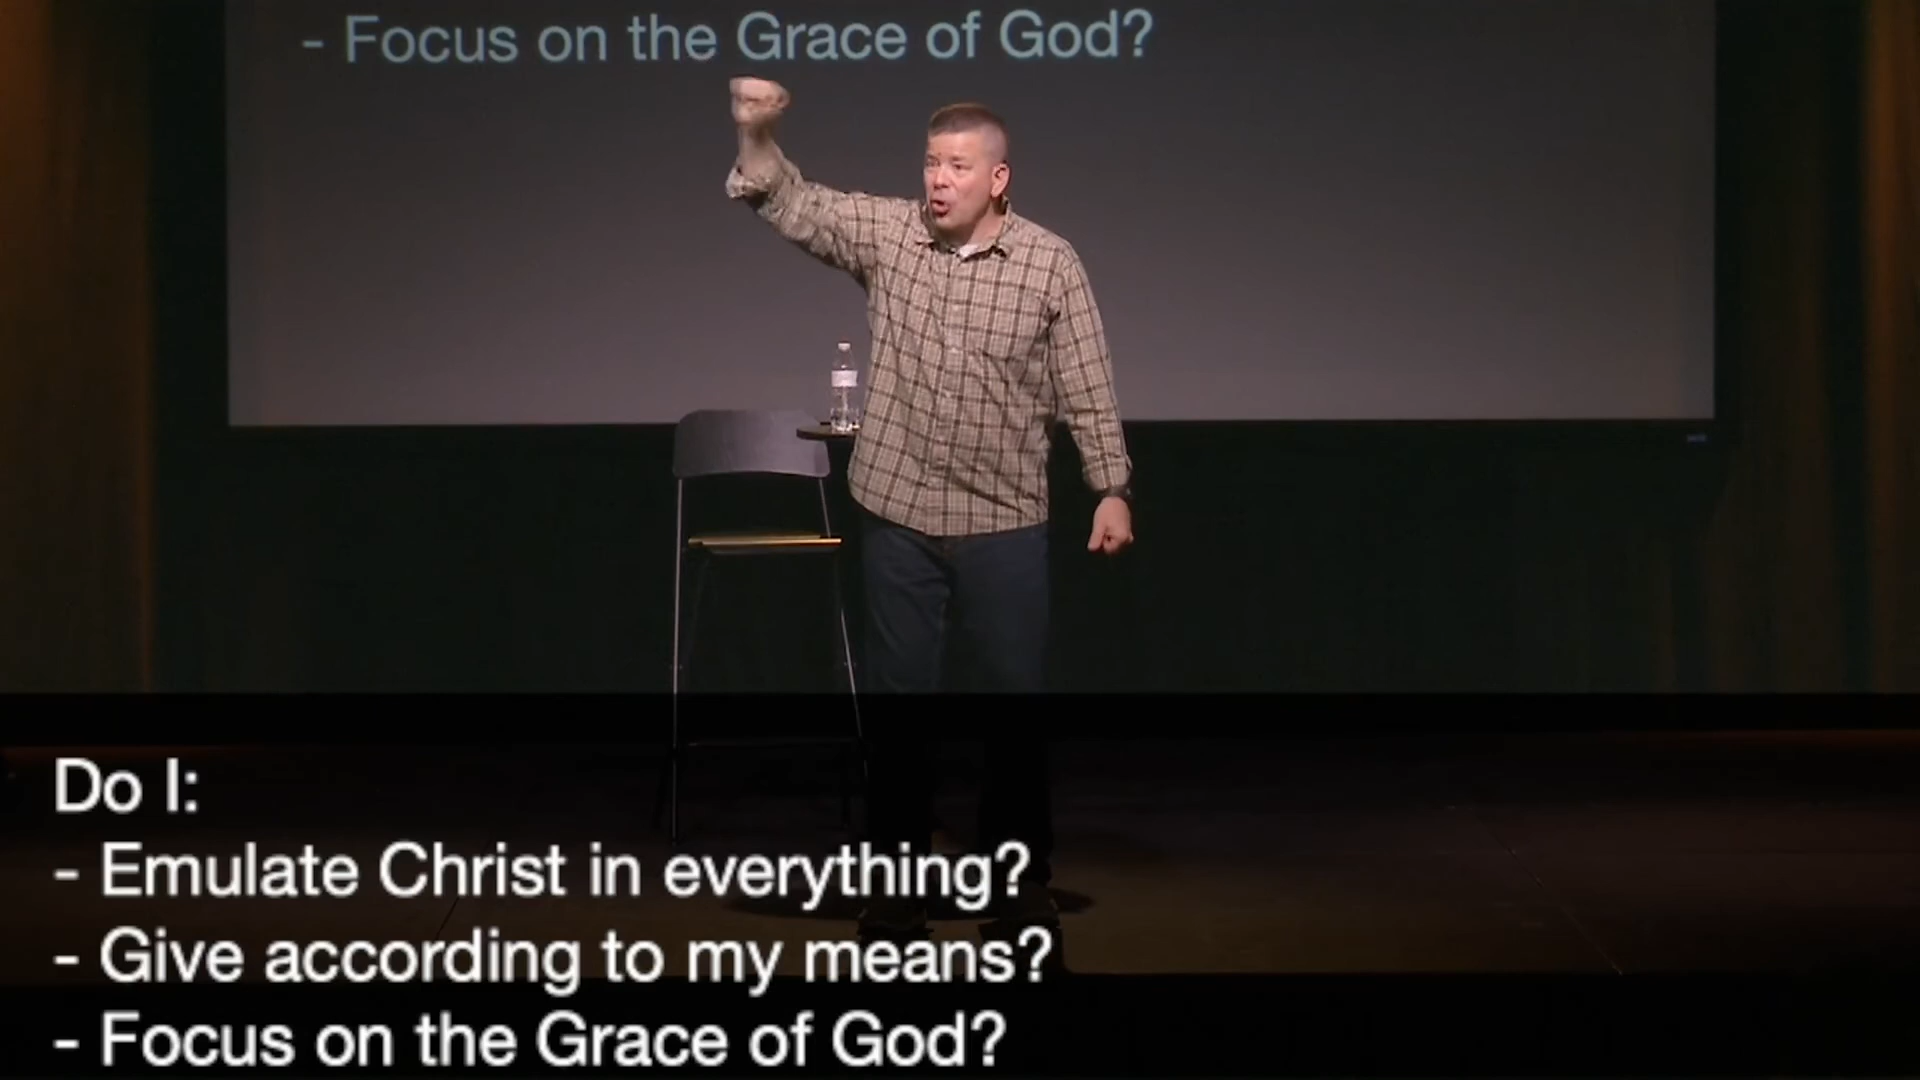 - Focus on the Grace of God?
Do I:
- Emulate Christ in everything?
- Give according to my means?
- Focus on the Grace of God?